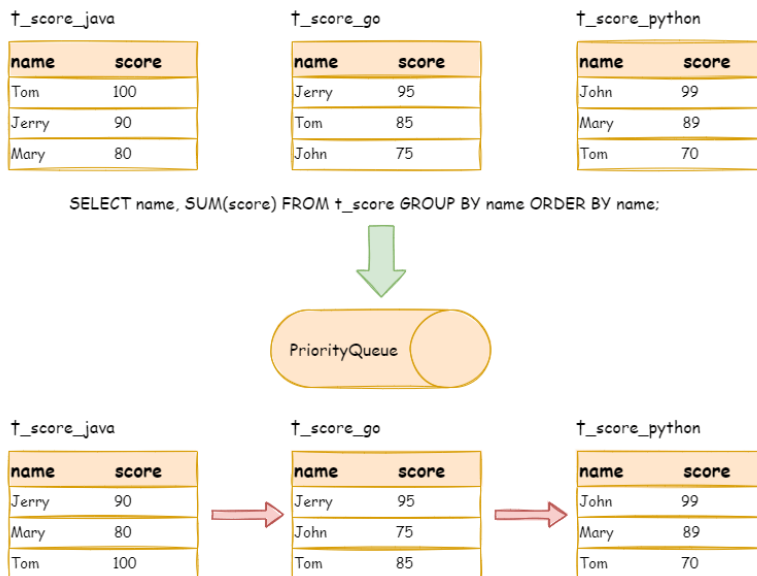 t_score_java t_score_go t_score_python
name score name score name score
Tom 100 Jerry 95 John 99
Jerry 90 Tom 85 Mary 89
Mary 80 John 75 Tom 70
SELECT name, SUM(score) FROM t_score GROUP BY name ORDER BY name;
PriorityQueue
t_score_java t_score_go t_score_python
name score name score name score
Jerry 90 Jerry 95 John 99
Mary 80 John 75 Mary 89
Tom 100 Tom 85 Tom 70